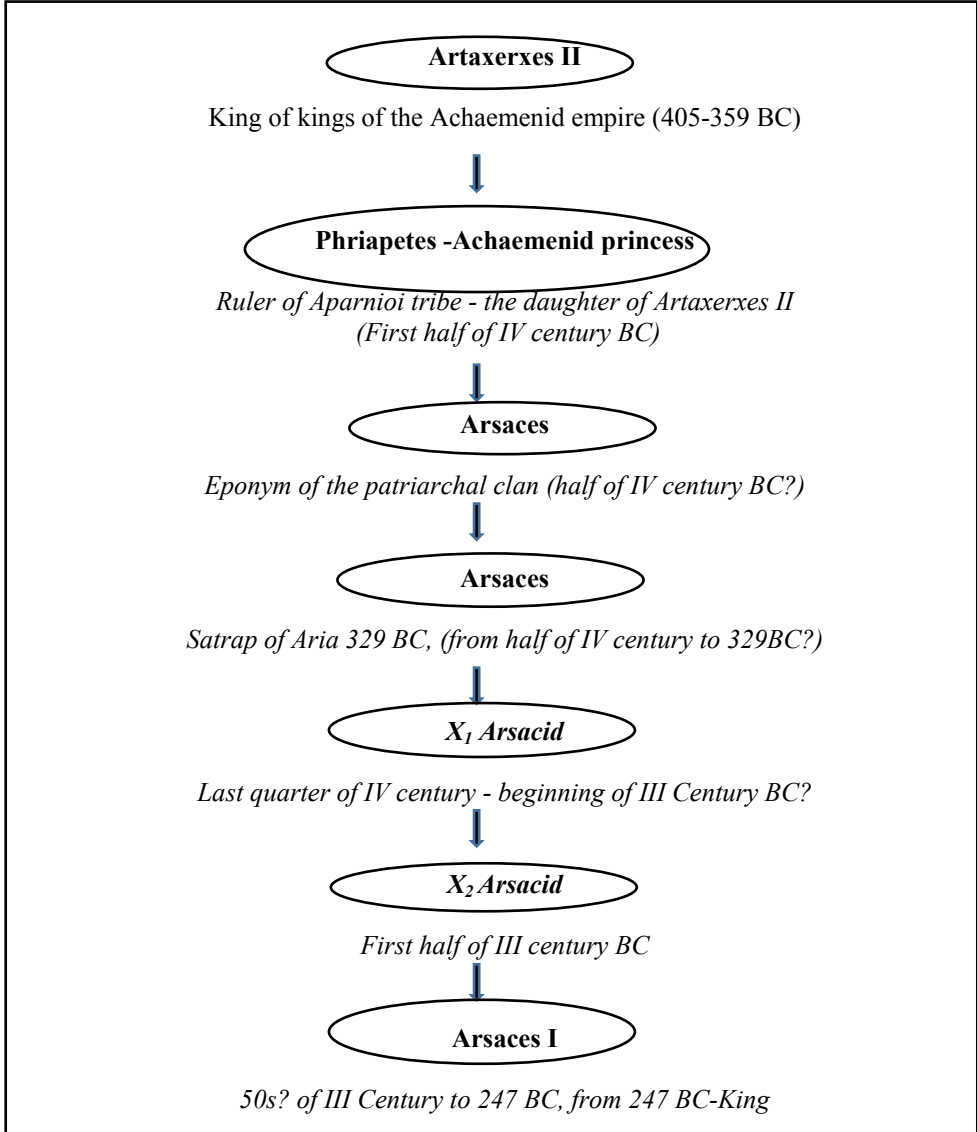 Artaxerxes II
King of kings of the Achaemenid empire (405-359 BC)
Phriapetes -Achaemenid princess
Ruler of Aparnioi tribe - the daughter of Artaxerxes II
(First half of IV century BC)
Arsaces
Eponym of the patriarchal clan (half of IV century BC?)
Arsaces
Satrap of Aria 329 BC, (from half of IV century to 329BC?)
X₁ Arsacid
Last quarter of IV century - beginning of III Century BC?
X₂ Arsacid
First half of III century BC
Arsaces I
50s? of III Century to 247 BC, from 247 BC-King